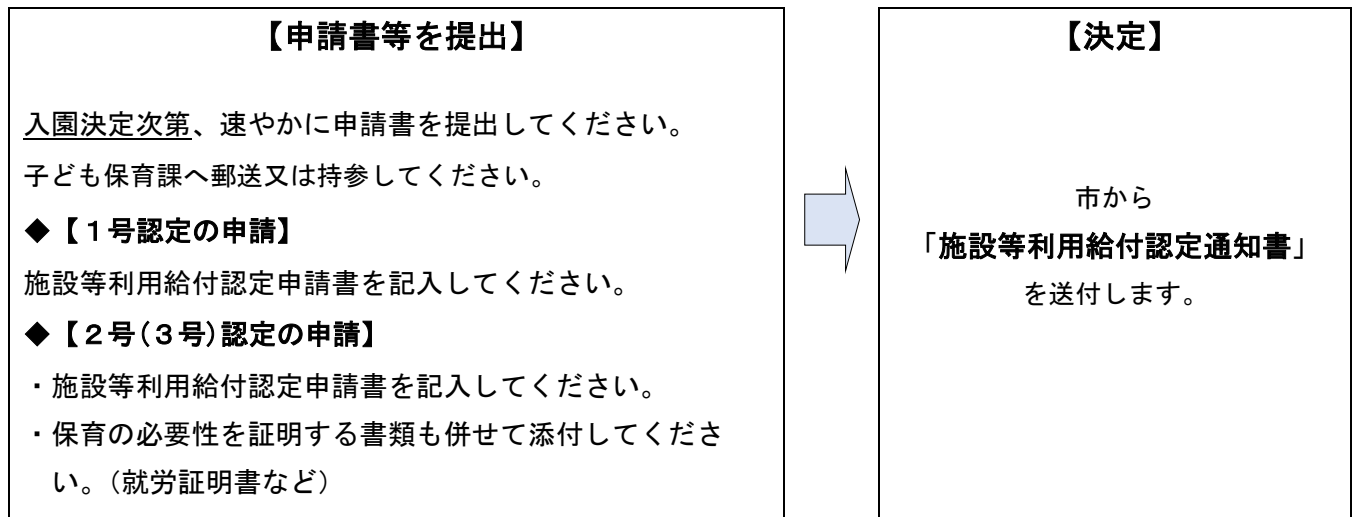 【申請書等を提出】
入園決定次第、速やかに申請書を提出してください。
子ども保育課へ郵送又は持参してください。
◆【1号認定の申請】
施設等利用給付認定申請書を記入してください。
◆【2号(3号)認定の申請】
・施設等利用給付認定申請書を記入してください。
・保育の必要性を証明する書類も併せて添付してくださ
い。(就労証明書など)
【決定】
市から
「施設等利用給付認定通知書」
を送付します。